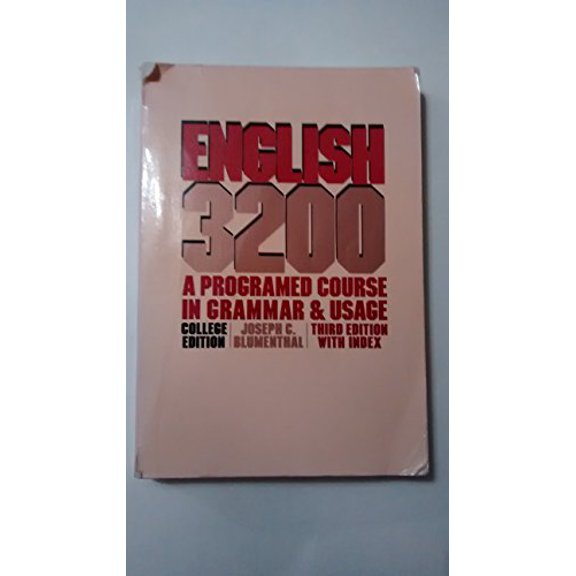 ENGLISH
3200
A PROGRAMED COURSE
IN GRAMMAR & USAGE
COLLEGE EDITION
JOSEPH C. BLUMENTHAL
THIRD EDITION WITH INDEX